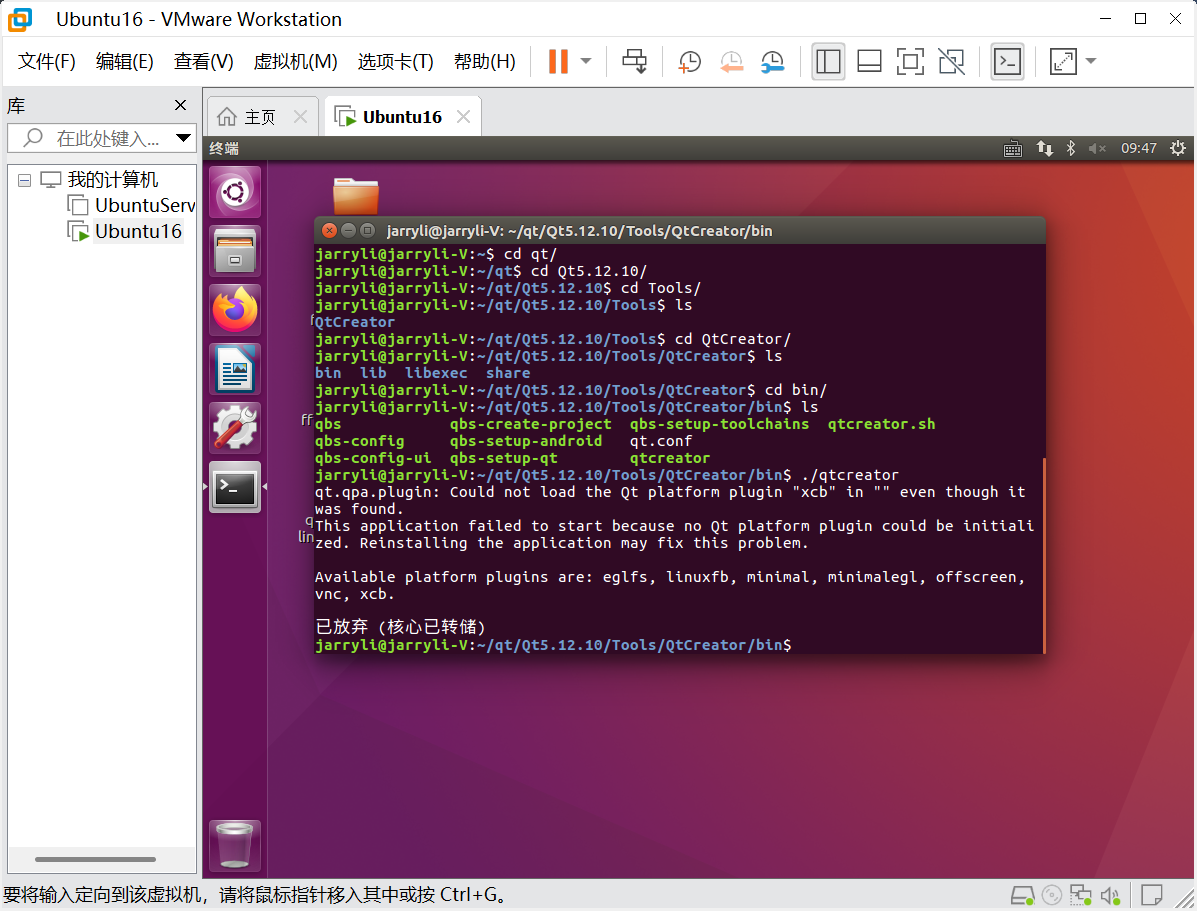 Ubuntu16 - VMware Workstation
文件(F) 编辑(E) 查看(V) 虚拟机(M) 选项卡(T) 帮助(H)
库
在此处键入...
我的计算机
UbuntuServ
Ubuntu16
主页
Ubuntu16
终端
09:47
jarryli@jarryli-V: ~/qt/Qt5.12.10/Tools/QtCreator/bin
jarryli@jarryli-V:~$ cd qt/
jarryli@jarryli-V:~/qt$ cd Qt5.12.10/
jarryli@jarryli-V:~/qt/Qt5.12.10$ cd Tools/
jarryli@jarryli-V:~/qt/Qt5.12.10/Tools$ ls
QtCreator
jarryli@jarryli-V:~/qt/Qt5.12.10/Tools$ cd QtCreator/
jarryli@jarryli-V:~/qt/Qt5.12.10/Tools/QtCreator$ ls
bin lib libexec share
jarryli@jarryli-V:~/qt/Qt5.12.10/Tools/QtCreator$ cd bin/
jarryli@jarryli-V:~/qt/Qt5.12.10/Tools/QtCreator/bin$ ls
qbs qbs-create-project qbs-setup-toolchains qtcreator.sh
qbs-config qbs-setup-android qt.conf
qbs-config-ui qbs-setup-qt qtcreator
jarryli@jarryli-V:~/qt/Qt5.12.10/Tools/QtCreator/bin$ ./qtcreator
qt.qpa.plugin: Could not load the Qt platform plugin "xcb" in "" even though it
was found.
This application failed to start because no Qt platform plugin could be initiali
zed. Reinstalling the application may fix this problem.
Available platform plugins are: eglfs, linuxfb, minimal, minimalegl, offscreen,
vnc, xcb.
已放弃 (核心已转储)
jarryli@jarryli-V:~/qt/Qt5.12.10/Tools/QtCreator/bin$
ff
q
lin
要将输入定向到该虚拟机，请将鼠标指针移入其中或按 Ctrl+G。